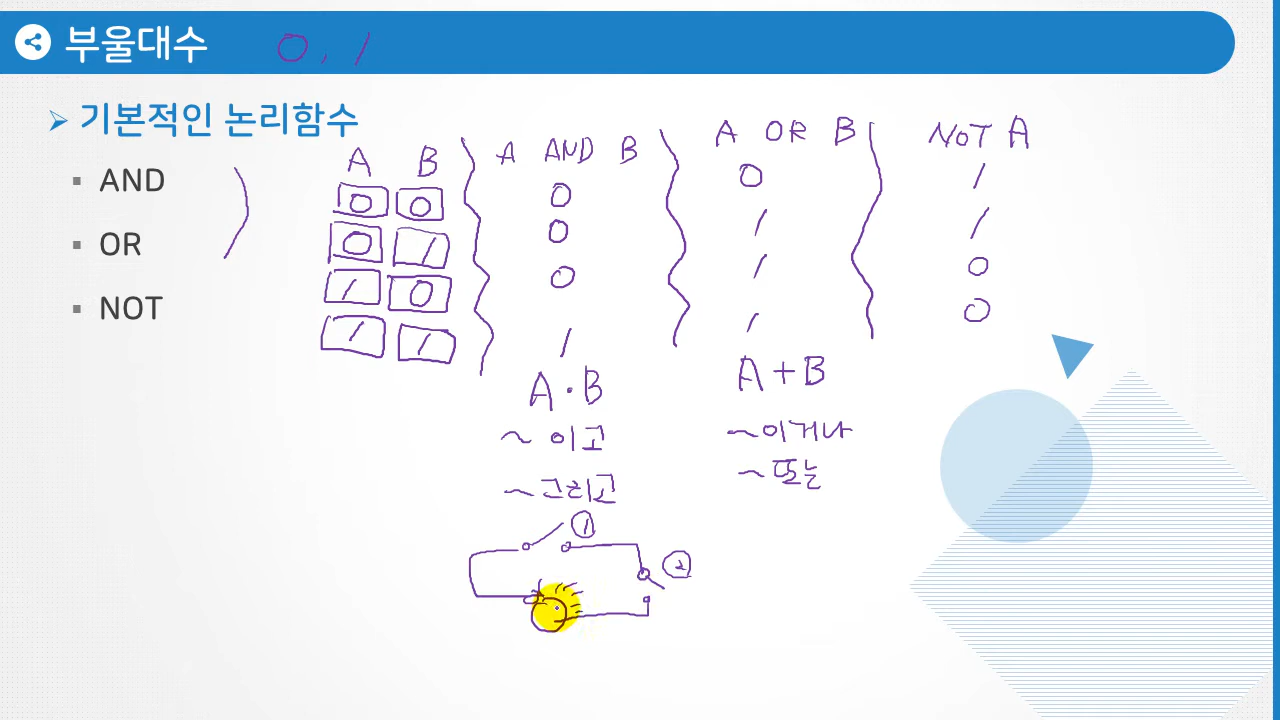 부울대수 0, 1
기본적인 논리함수
AND
OR
NOT
A B A AND B A OR B NOT A
0 0 0 0 1
0 1 0 1 1
1 0 0 1 0
1 1 1 1 0
A·B A+B
~이고 ~이거나
~그리고 ~또는
①
②